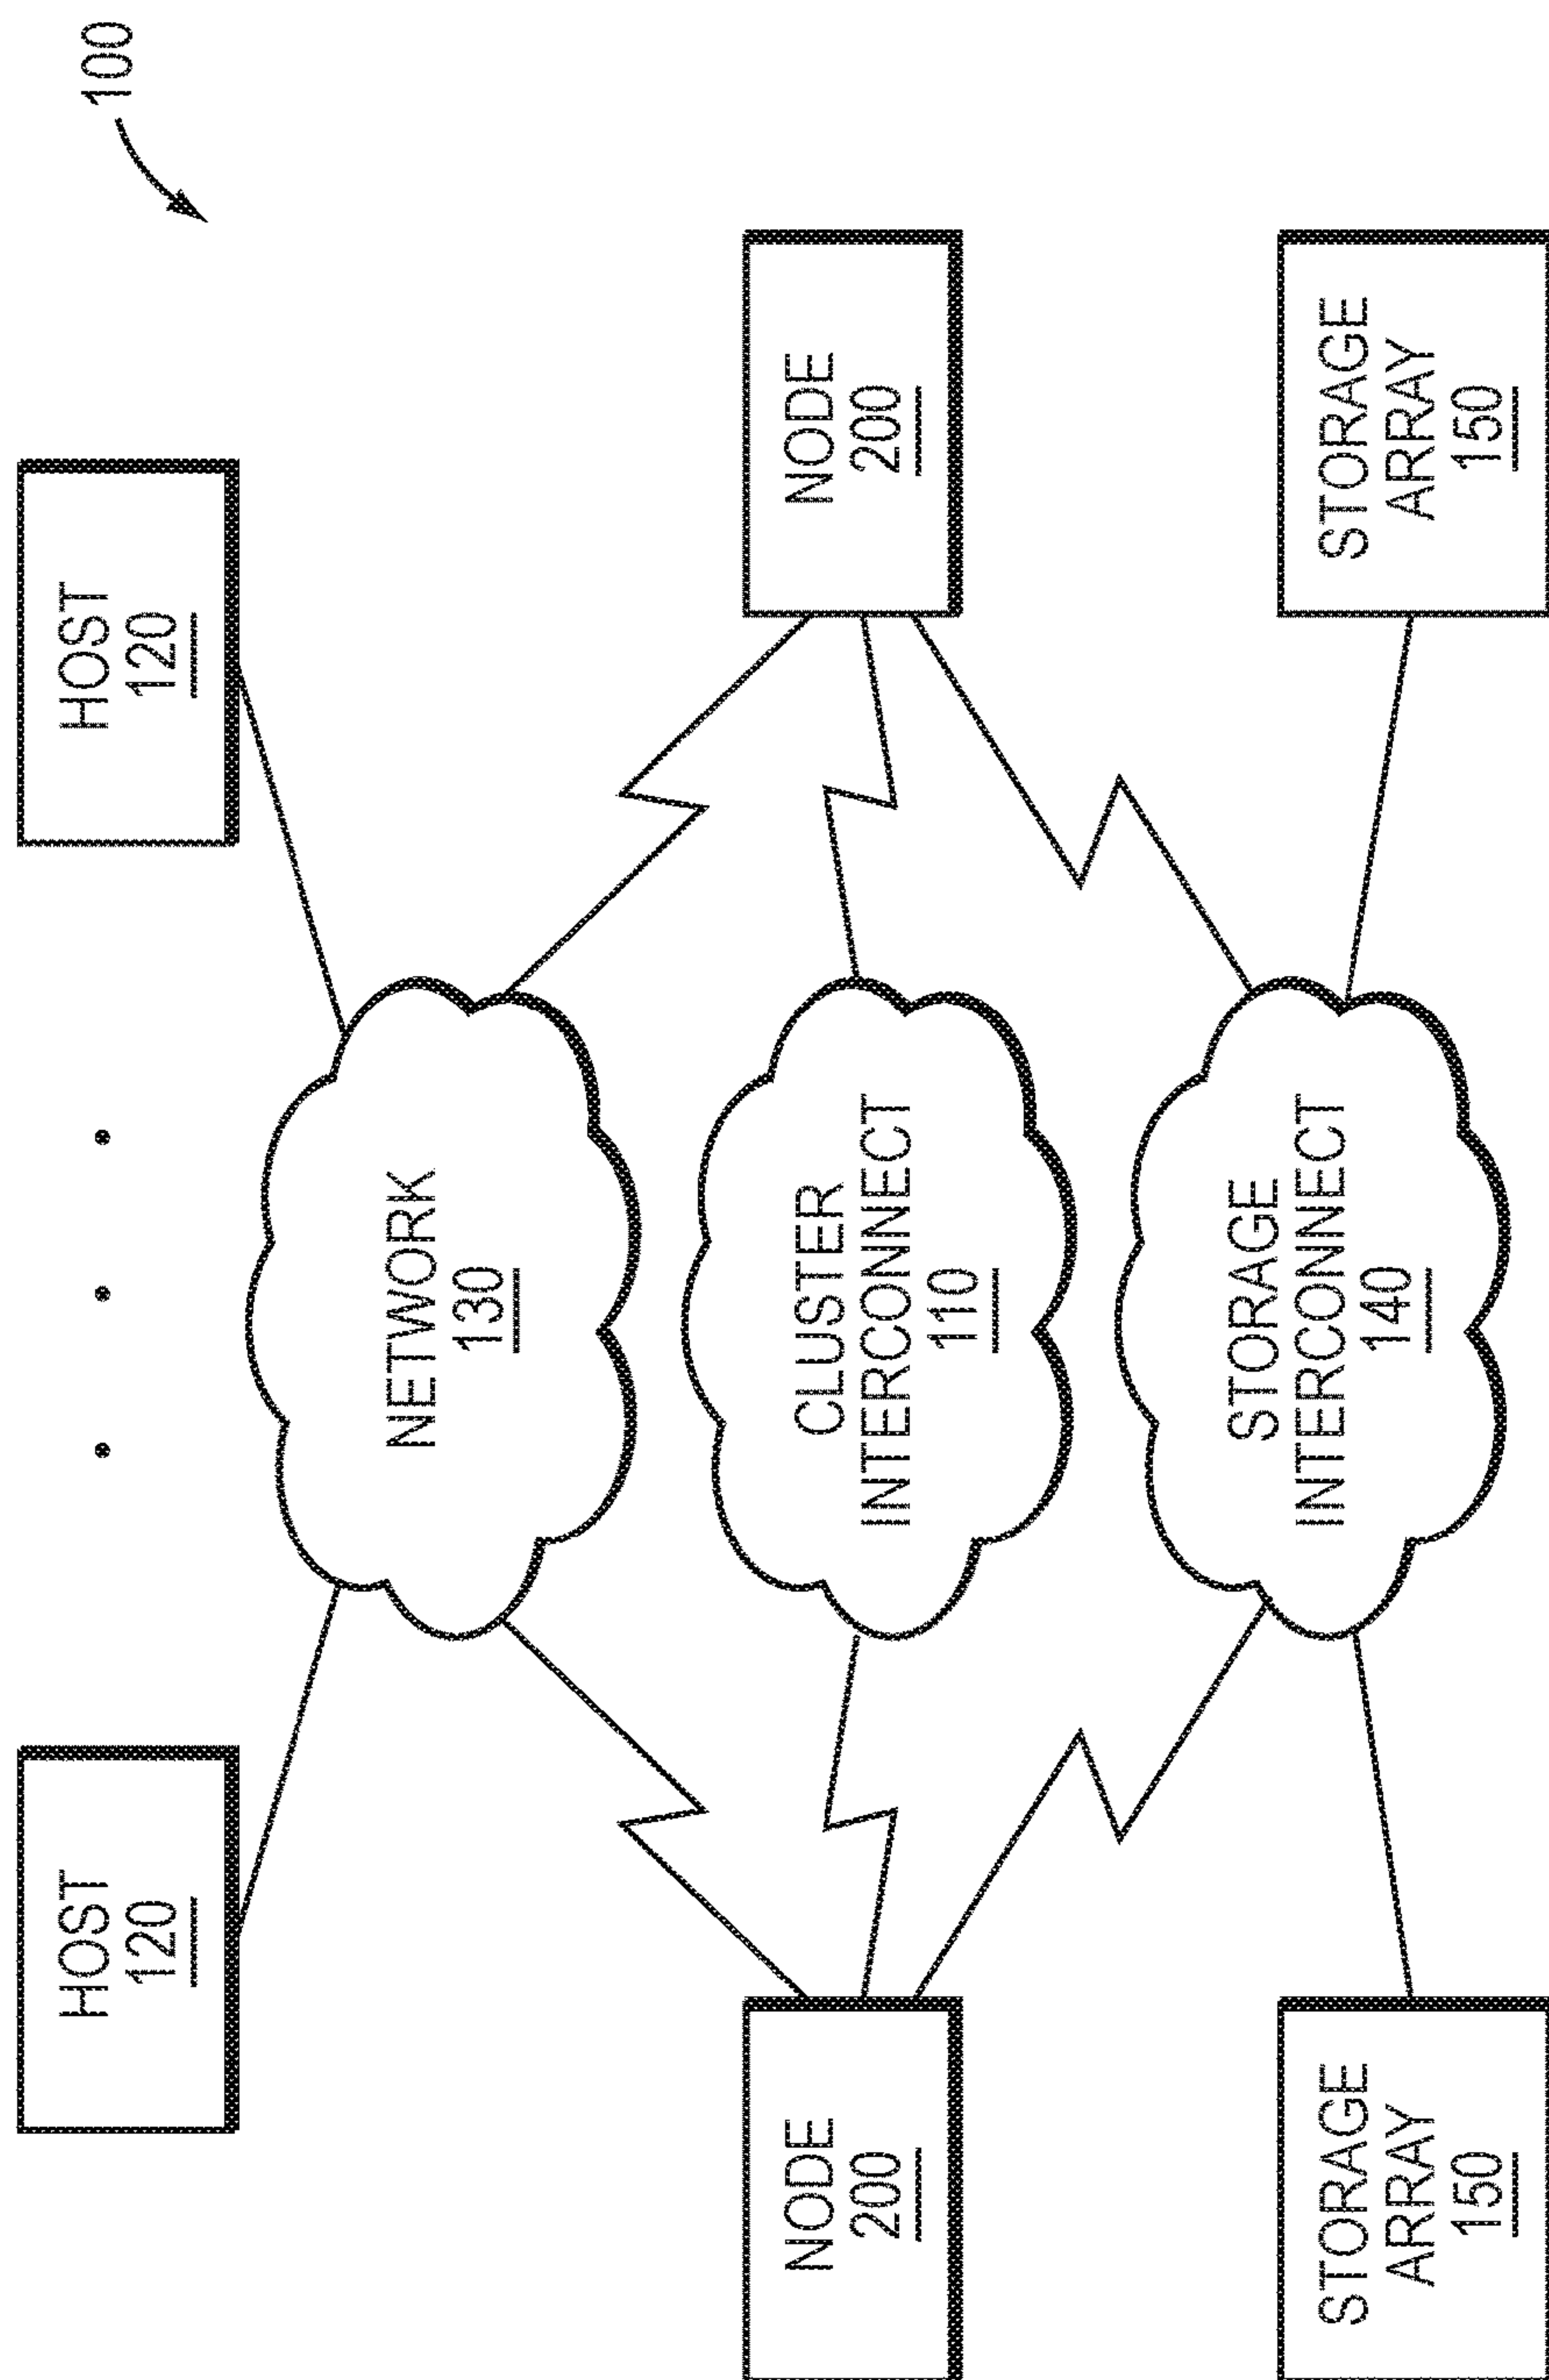 100
HOST
120
HOST
120
NETWORK
130
NODE
200
CLUSTER
INTERCONNECT
110
NODE
200
STORAGE
INTERCONNECT
140
STORAGE
ARRAY
150
STORAGE
ARRAY
150